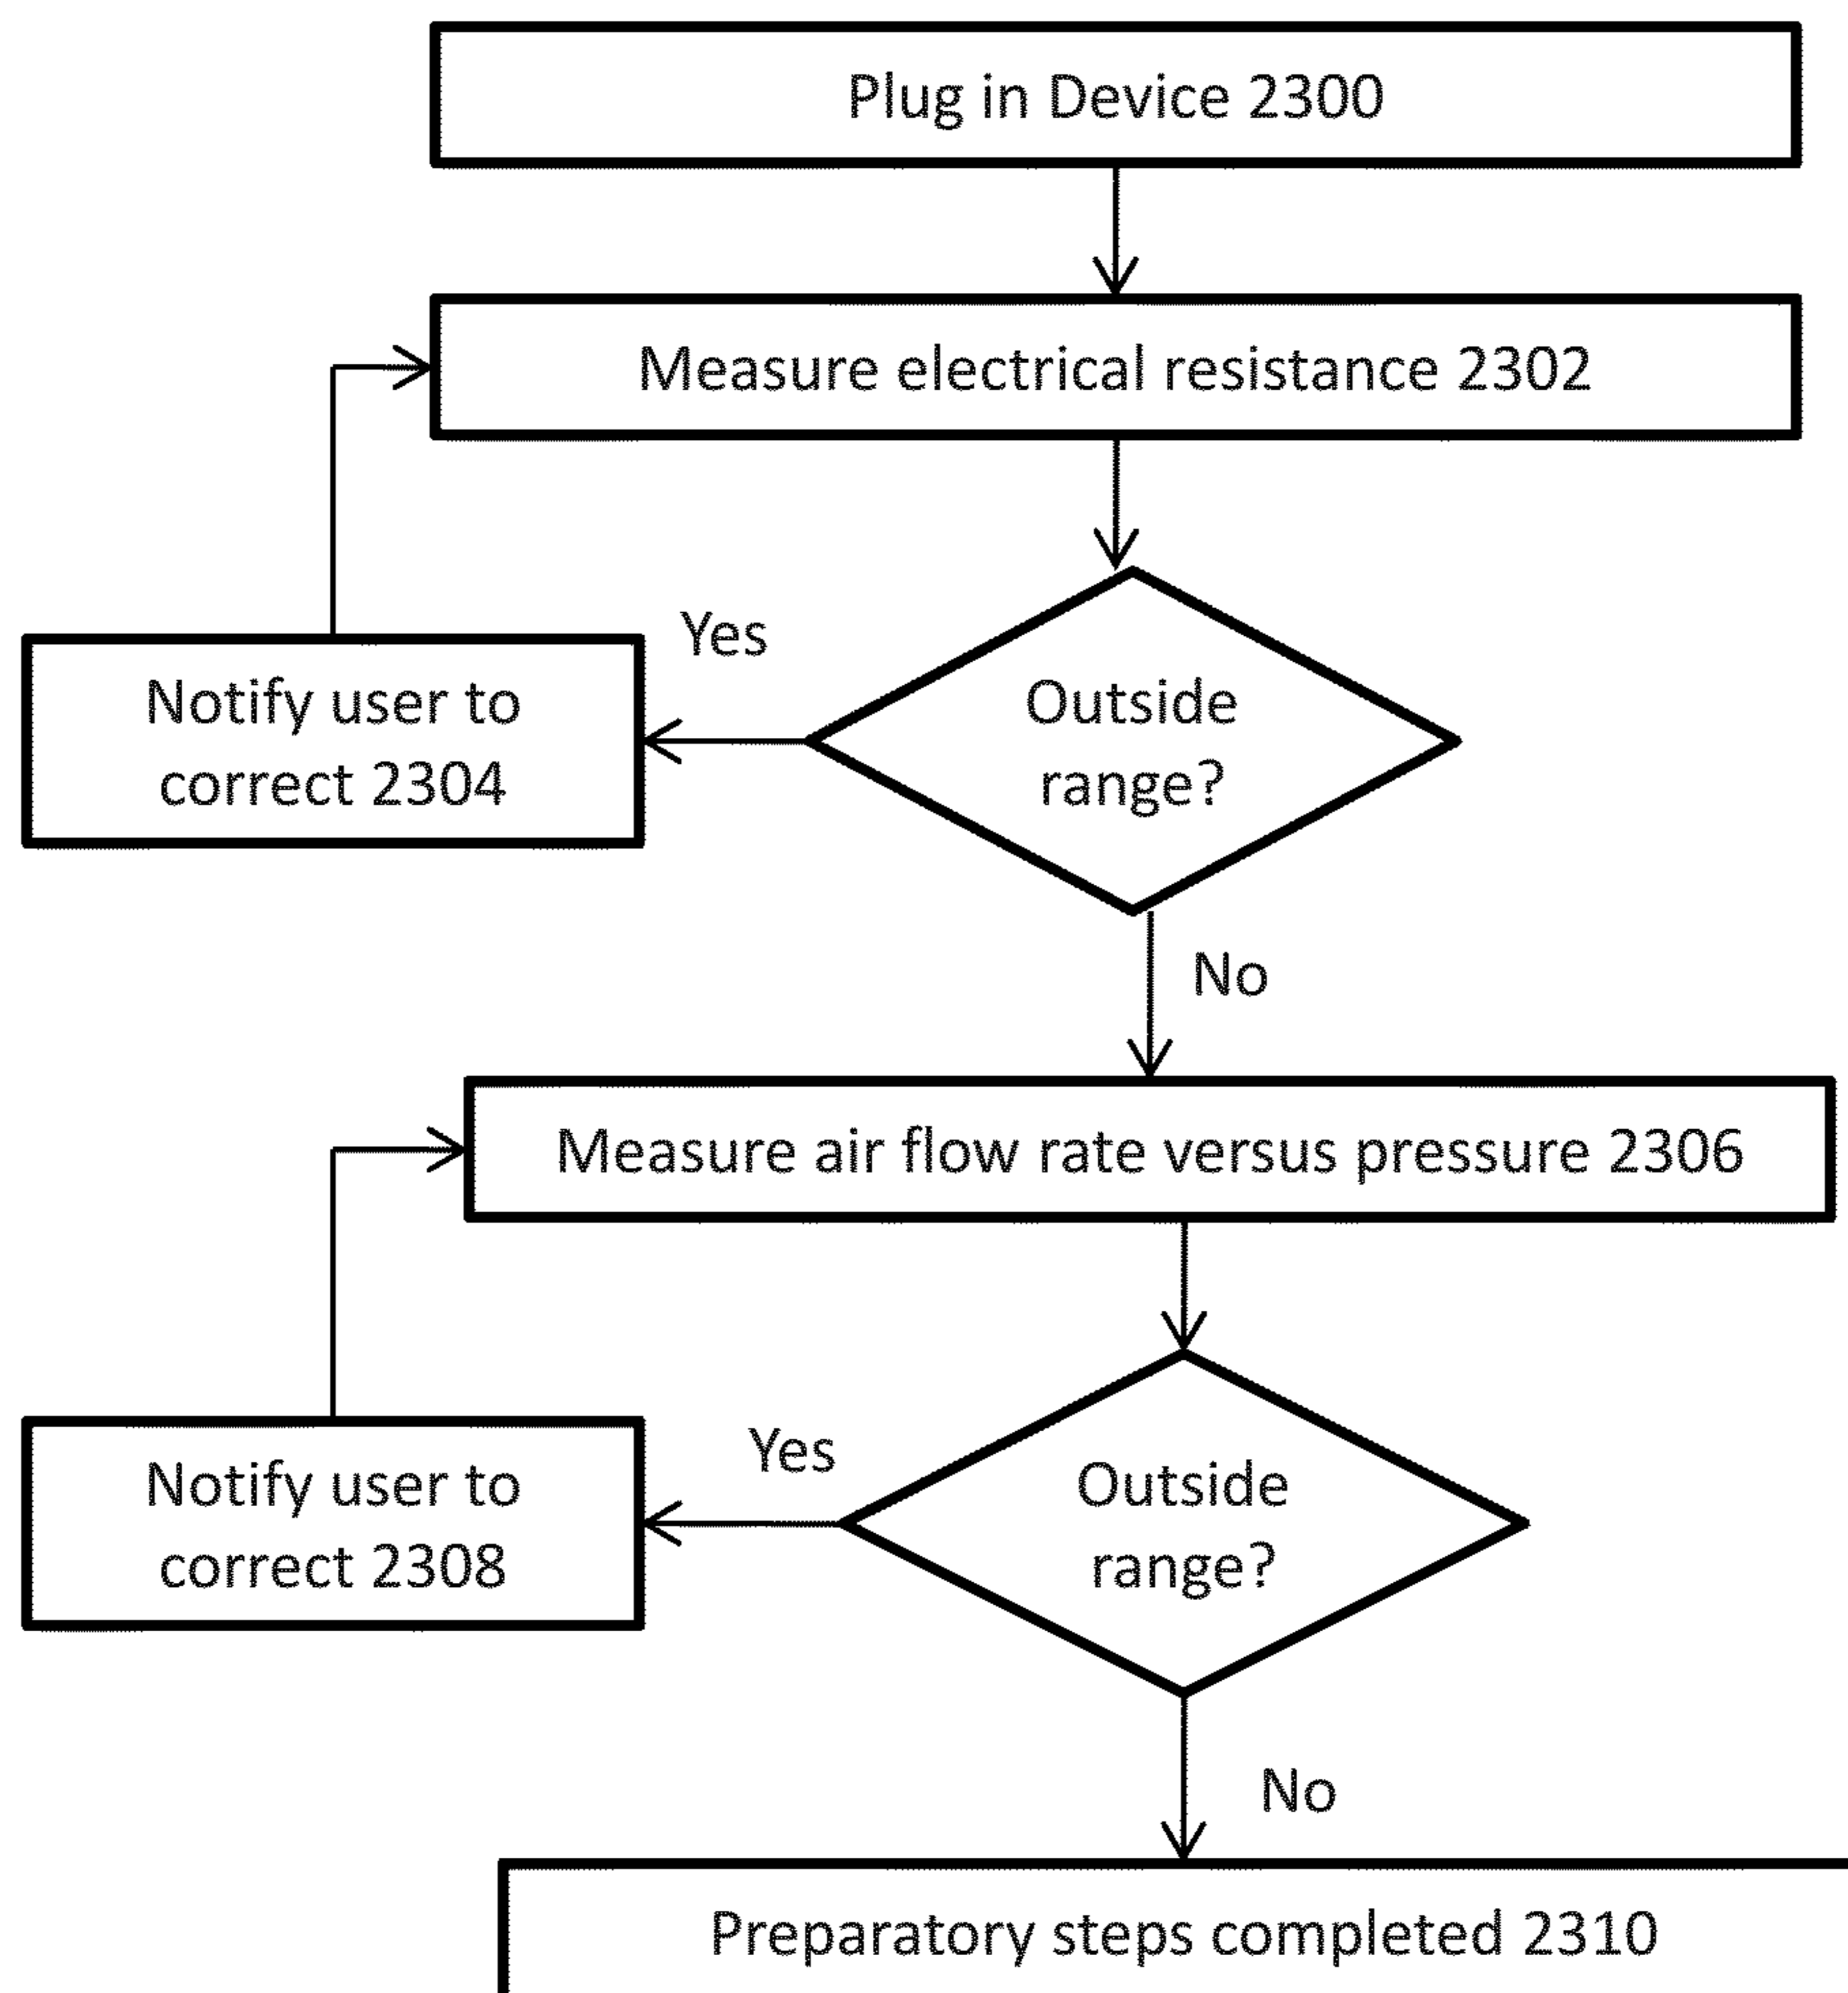 Plug in Device 2300
Measure electrical resistance 2302
Yes
Notify user to
correct 2304
Outside
range?
No
Measure air flow rate versus pressure 2306
Yes
Notify user to
correct 2308
Outside
range?
No
Preparatory steps completed 2310